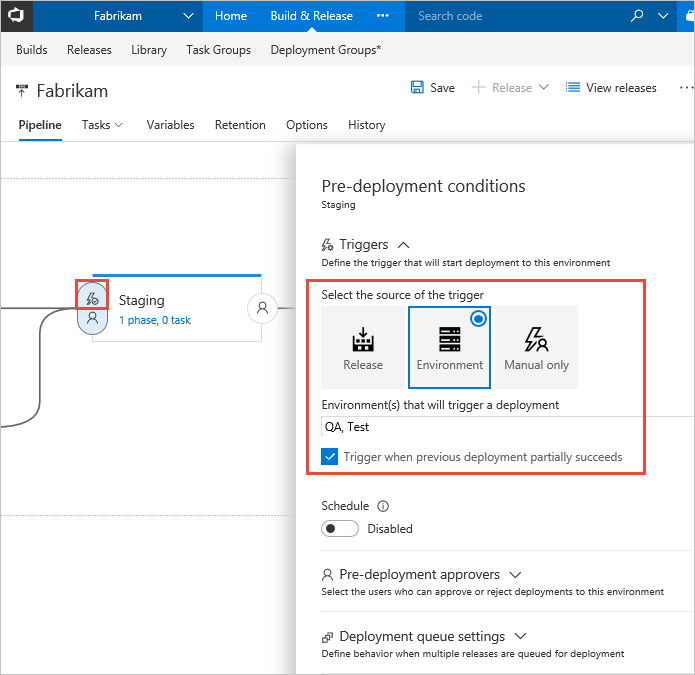 Fabrikam Home Build & Release ••• Search code
Builds Releases Library Task Groups Deployment Groups*
Fabrikam Save Release View releases ...
Pipeline Tasks Variables Retention Options History
Pre-deployment conditions
Staging
Triggers
Define the trigger that will start deployment to this environment
Select the source of the trigger
Staging
1 phase, 0 task
Release Environment Manual only
Environment(s) that will trigger a deployment
QA, Test
Trigger when previous deployment partially succeeds
Schedule
Disabled
Pre-deployment approvers
Select the users who can approve or reject deployments to this environment
Deployment queue settings
Define behavior when multiple releases are queued for deployment